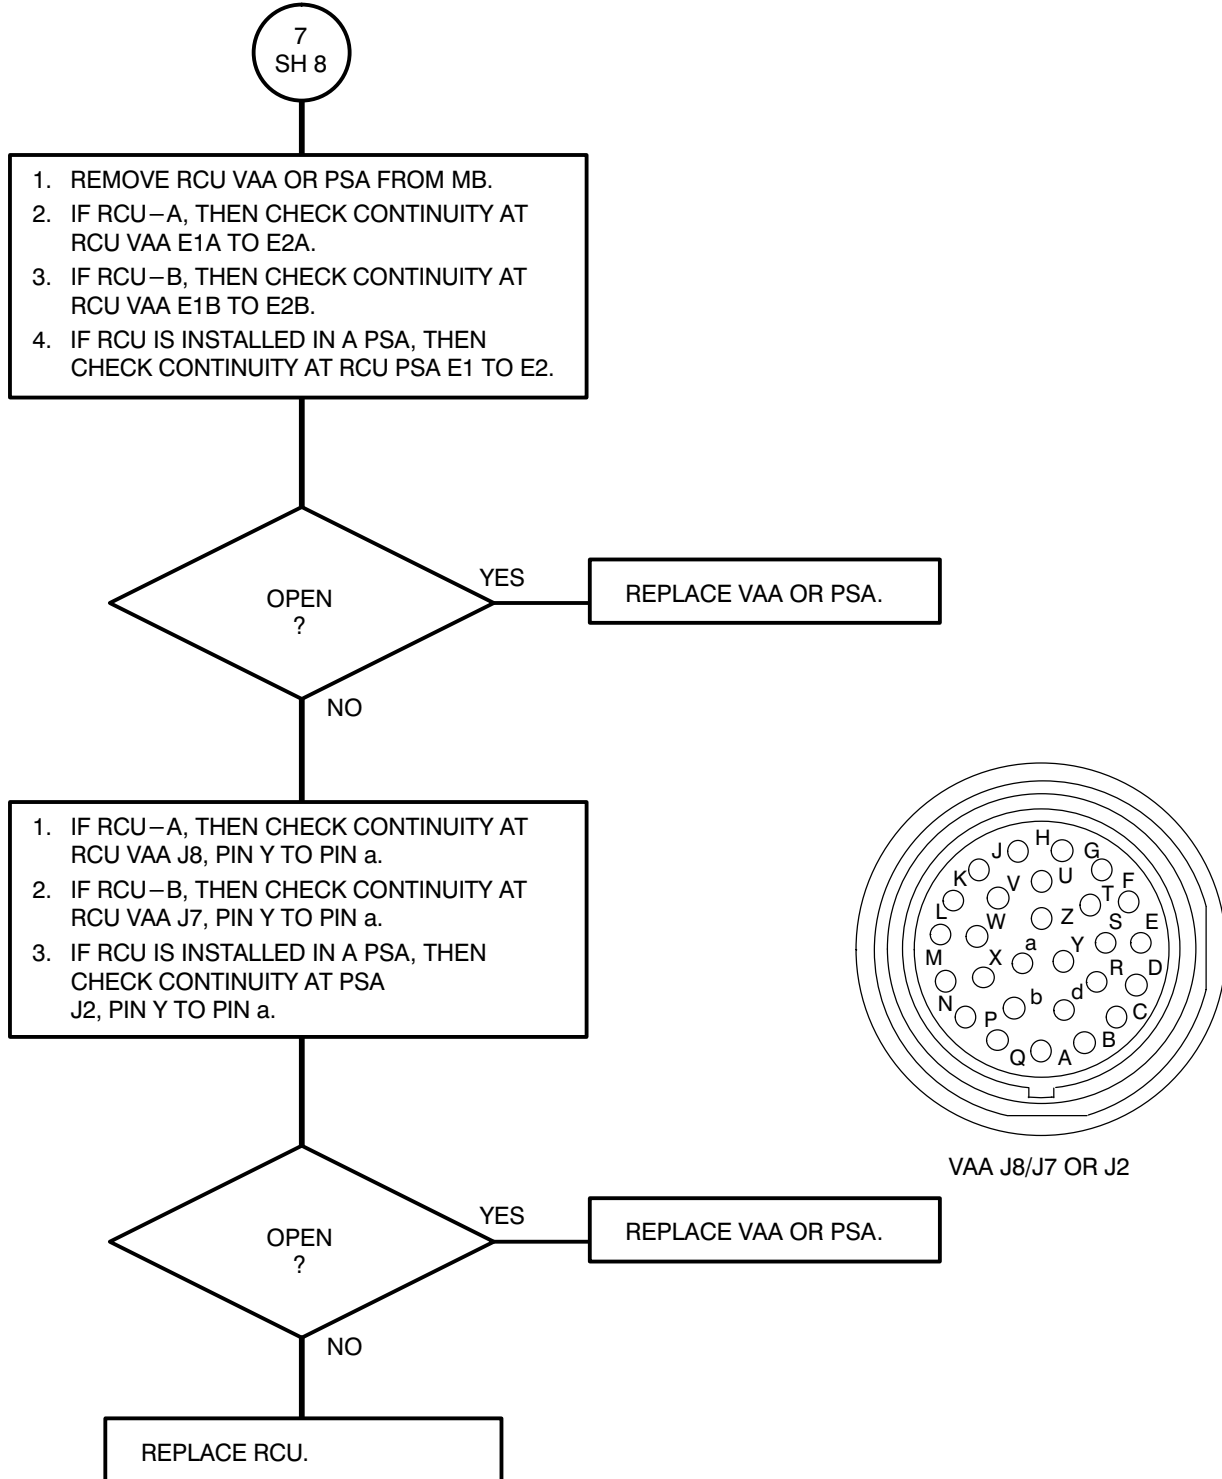 7
SH 8
1. REMOVE RCU VAA OR PSA FROM MB.
2. IF RCU−A, THEN CHECK CONTINUITY AT
RCU VAA E1A TO E2A.
3. IF RCU−B, THEN CHECK CONTINUITY AT
RCU VAA E1B TO E2B.
4. IF RCU IS INSTALLED IN A PSA, THEN
CHECK CONTINUITY AT RCU PSA E1 TO E2.
OPEN
?
YES
REPLACE VAA OR PSA.
NO
1. IF RCU−A, THEN CHECK CONTINUITY AT
RCU VAA J8, PIN Y TO PIN a.
2. IF RCU−B, THEN CHECK CONTINUITY AT
RCU VAA J7, PIN Y TO PIN a.
3. IF RCU IS INSTALLED IN A PSA, THEN
CHECK CONTINUITY AT PSA
J2, PIN Y TO PIN a.
J H G
K V U T F
L W Z S E
M X a Y R D
N b d C
P B
Q A
VAA J8/J7 OR J2
OPEN
?
YES
REPLACE VAA OR PSA.
NO
REPLACE RCU.